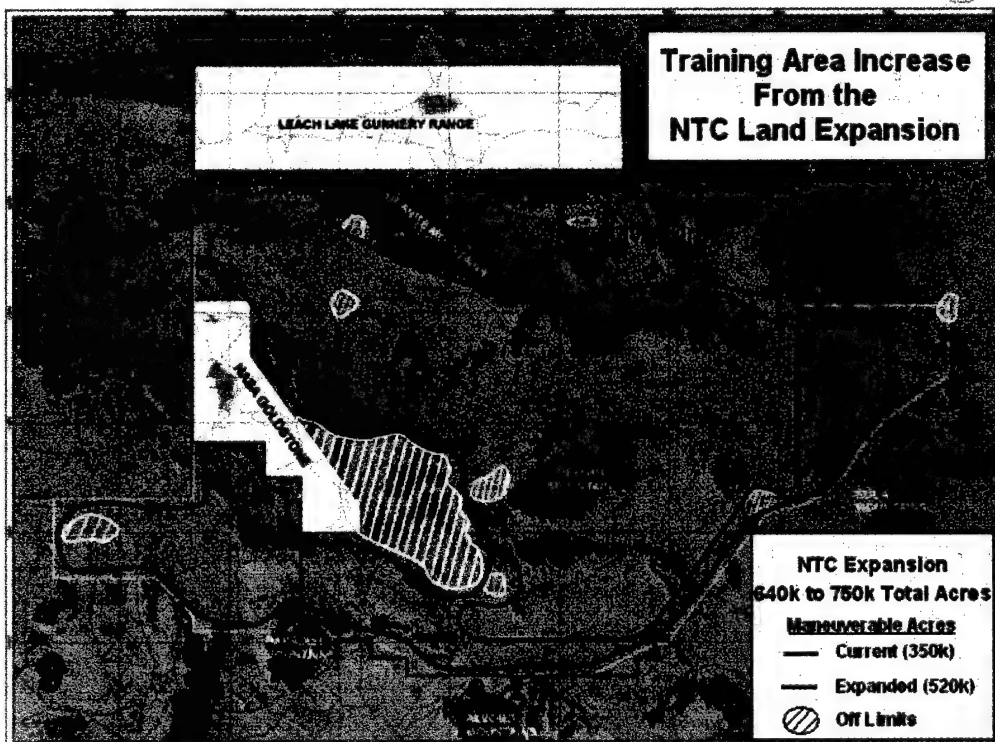 Training Area Increase
From the
NTC Land Expansion
LEACH LAKE GUNNERY RANGE
NASA GOLDSTONE
NTC Expansion
640k to 750k Total Acres
Maneuverable Acres
Current (350k)
Expanded (520k)
Off Limits